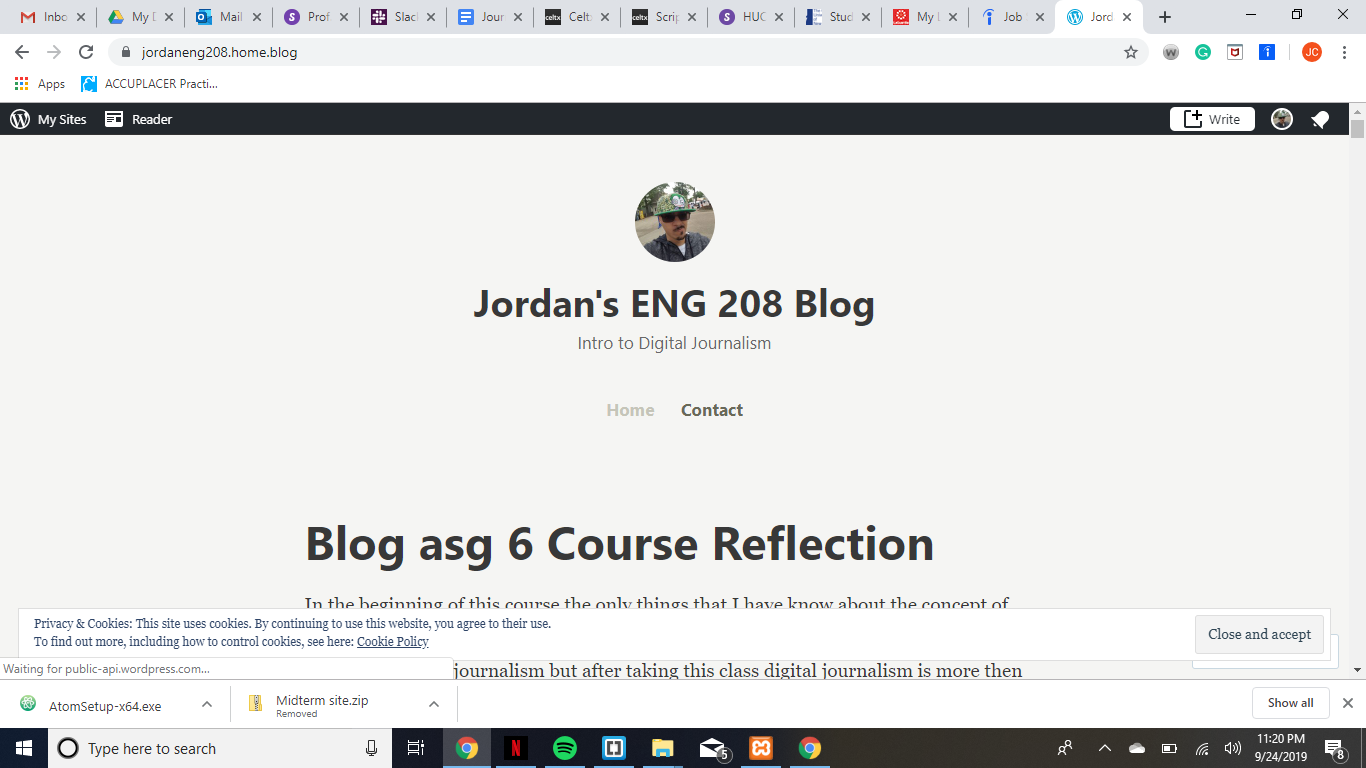 Inbo
My D
Mail
Prof
Slac
Jour
Celt
Scrip
HUC
Stud
My L
Job
Jord
jordaneng208.home.blog
JC
Apps
ACCUPLACER Practi...
My Sites
Reader
Write
Jordan's ENG 208 Blog
Intro to Digital Journalism
Home
Contact
Blog asg 6 Course Reflection
In the beginning of this course the only things that I have know about the concept of
Privacy & Cookies: This site uses cookies. By continuing to use this website, you agree to their use.
To find out more, including how to control cookies, see here: Cookie Policy
Close and accept
Waiting for public-api.wordpress.com...
journalism but after taking this class digital journalism is more then
AtomSetup-x64.exe
Midterm site.zip
Removed
Show all
Type here to search
5
11:20 PM
9/24/2019
8